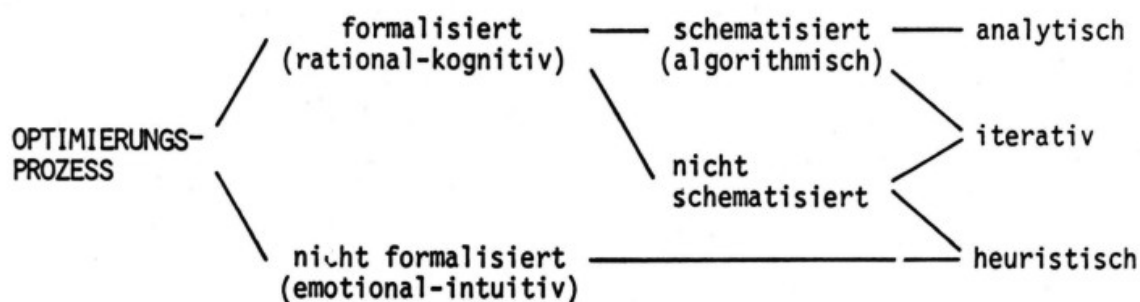 formalisiert
(rational-kognitiv)
schematisiert
(algorithmisch)
analytisch
OPTIMIERUNGS-
PROZESS
iterativ
nicht
schematisiert
nicht formalisiert
(emotional-intuitiv)
heuristisch